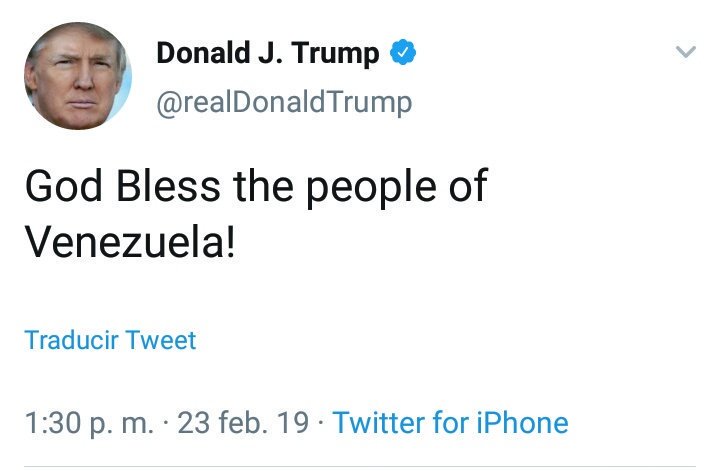 Donald J. Trump
@realDonaldTrump
God Bless the people of
Venezuela!
Traducir Tweet
1:30 p. m. · 23 feb. 19 · Twitter for iPhone